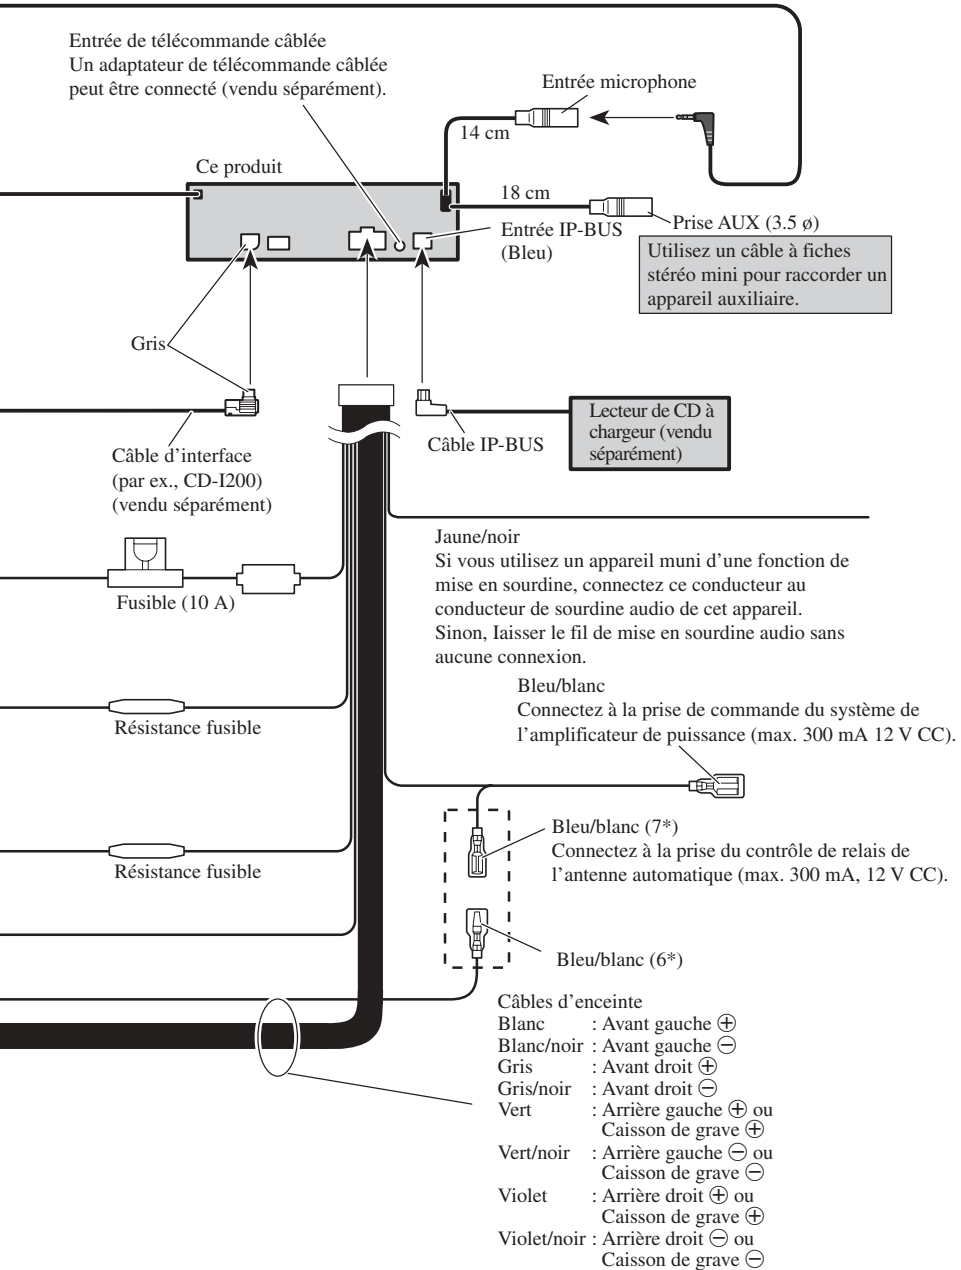 Entrée de télécommande câblée
Un adaptateur de télécommande câblée
peut être connecté (vendu séparément).
Entrée microphone
14 cm
Ce produit
18 cm
Prise AUX (3.5 ø)
Entrée IP-BUS
(Bleu)
Utilisez un câble à fiches
stéréo mini pour raccorder un
appareil auxiliaire.
Gris
Câble IP-BUS
Lecteur de CD à
chargeur (vendu
séparément)
Câble d’interface
(par ex., CD-I200)
(vendu séparément)
Jaune/noir
Si vous utilisez un appareil muni d’une fonction de
mise en sourdine, connectez ce conducteur au
conducteur de sourdine audio de cet appareil.
Sinon, Iaisser le fil de mise en sourdine audio sans
aucune connexion.
Fusible (10 A)
Bleu/blanc
Connectez à la prise de commande du système de
l’amplificateur de puissance (max. 300 mA 12 V CC).
Résistance fusible
Bleu/blanc (7*)
Connectez à la prise du contrôle de relais de
l’antenne automatique (max. 300 mA, 12 V CC).
Résistance fusible
Bleu/blanc (6*)
Câbles d’enceinte
Blanc : Avant gauche ⊕
Blanc/noir : Avant gauche ⊖
Gris : Avant droit ⊕
Gris/noir : Avant droit ⊖
Vert : Arrière gauche ⊕ ou
Caisson de grave ⊕
Vert/noir : Arrière gauche ⊖ ou
Caisson de grave ⊖
Violet : Arrière droit ⊕ ou
Caisson de grave ⊕
Violet/noir : Arrière droit ⊖ ou
Caisson de grave ⊖